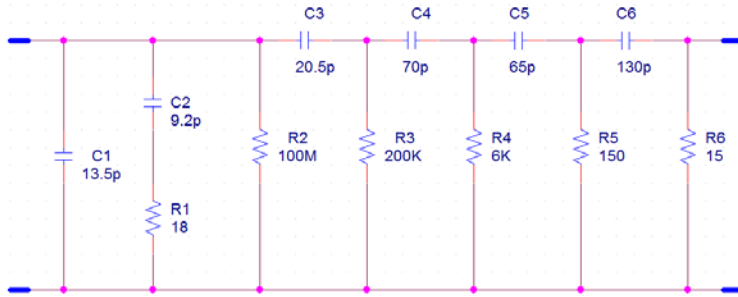 C3 C4 C5 C6
20.5p 70p 65p 130p
C2
9.2p
C1
13.5p
R2
100M
R3
200K
R4
6K
R5
150
R6
15
R1
18